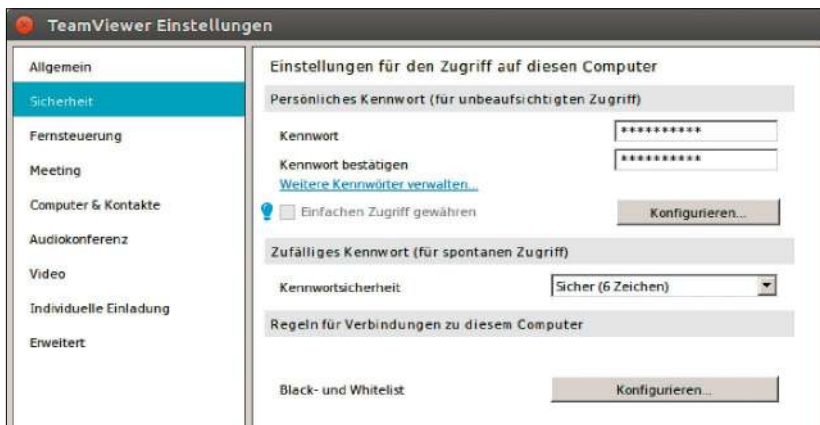 TeamViewer Einstellungen
Allgemein
Sicherheit
Fernsteuerung
Meeting
Computer & Kontakte
Audiokonferenz
Video
Individuelle Einladung
Erweitert
Einstellungen für den Zugriff auf diesen Computer
Persönliches Kennwort (für unbeaufsichtigten Zugriff)
Kennwort **********
Kennwort bestätigen **********
Weitere Kennwörter verwalten...
Einfachen Zugriff gewähren Konfigurieren...
Zufälliges Kennwort (für spontanen Zugriff)
Kennwortsicherheit Sicher (6 Zeichen)
Regeln für Verbindungen zu diesem Computer
Black- und Whitelist Konfigurieren...